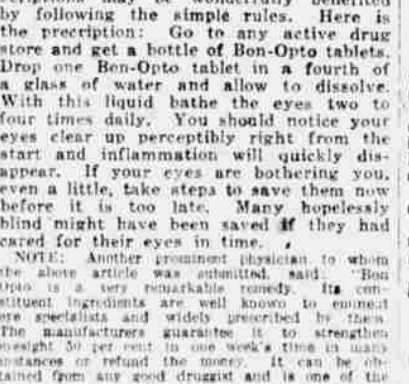 be wonderfully benefited
by following the simple rules. Here is
the precription: Go to any active drug
store and get a bottle of Bon-Opto tablets.
Drop one Bon-Opto tablet in a fourth of
a glass of water and allow to dissolve.
With this liquid bathe the eyes two to
four times daily. You should notice your
eyes clear up perceptibly right from the
start and inflammation will quickly dis-
appear. If your eyes are bothering you,
even a little, take steps to save them now
before it is too late. Many hopelessly
blind might have been saved if they had
cared for their eyes in time.
NOTE: Another prominent physician to whom
the above article was submitted, said: "Bon
Opto is a very remarkable remedy. Its con-
stituent ingredients are well known to eminent
eye specialists and widely prescribed by them.
The manufacturers guarantee it to strengthen
eyesight 50 per cent in one week's time in many
instances or refund the money. It can be ob-
tained from any good druggist and is one of the